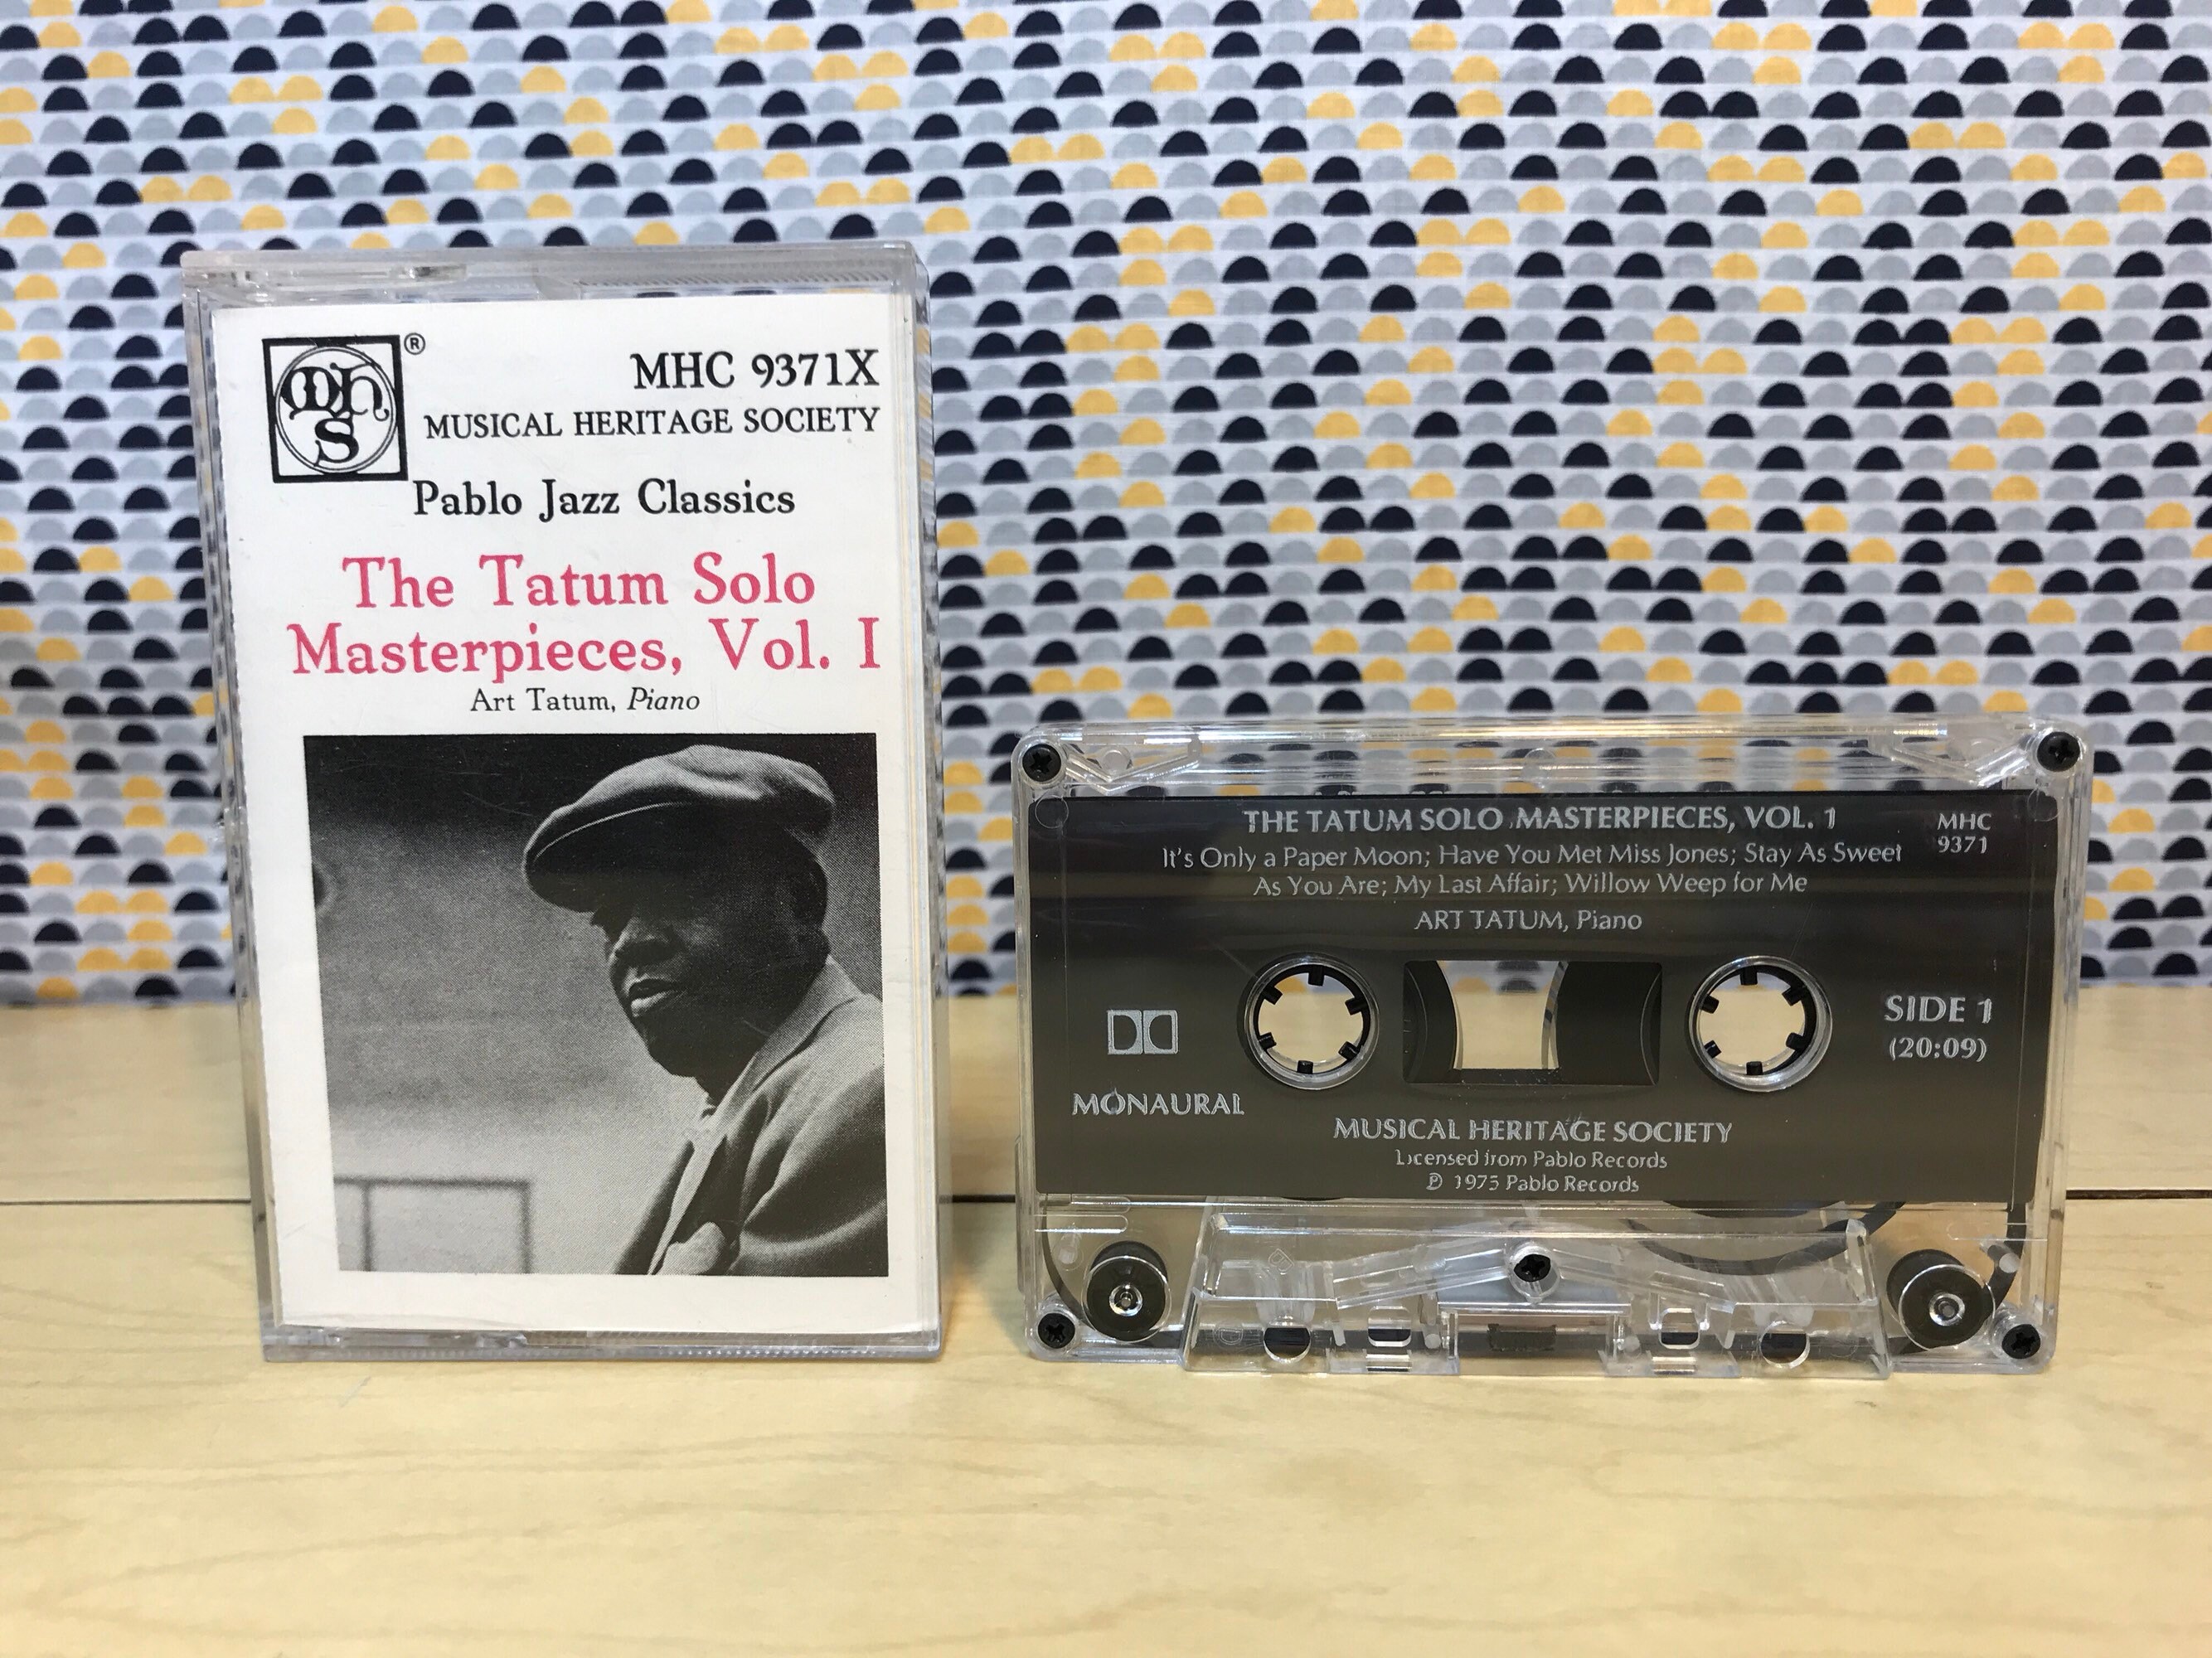 mhs ®
MHC 9371X
MUSICAL HERITAGE SOCIETY
Pablo Jazz Classics
The Tatum Solo
Masterpieces, Vol. I
Art Tatum, Piano
THE TATUM SOLO MASTERPIECES, VOL. 1
MHC
9371
It's Only a Paper Moon; Have You Met Miss Jones; Stay As Sweet
As You Are; My Last Affair; Willow Weep for Me
ART TATUM, Piano
SIDE 1
(20:09)
MONAURAL
MUSICAL HERITAGE SOCIETY
Licensed from Pablo Records
℗ 1975 Pablo Records